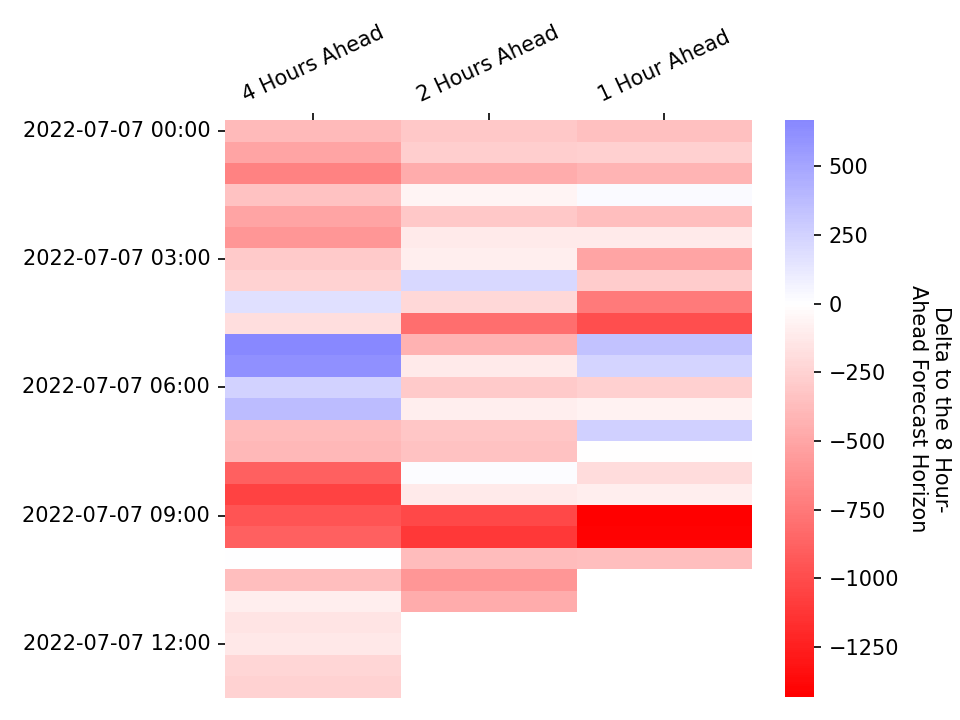 4 Hours Ahead
2 Hours Ahead
1 Hour Ahead
2022-07-07 00:00
2022-07-07 03:00
2022-07-07 06:00
2022-07-07 09:00
2022-07-07 12:00
500
250
0
−250
−500
−750
−1000
−1250
Delta to the 8 Hour-
Ahead Forecast Horizon